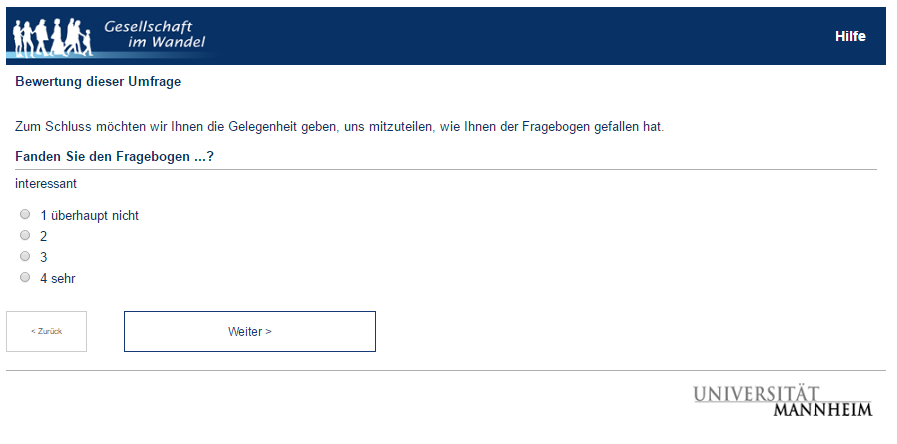 Gesellschaft
im Wandel
Hilfe
Bewertung dieser Umfrage
Zum Schluss möchten wir Ihnen die Gelegenheit geben, uns mitzuteilen, wie Ihnen der Fragebogen gefallen hat.
Fanden Sie den Fragebogen ...?
interessant
1 überhaupt nicht
2
3
4 sehr
< Zurück
Weiter >
UNIVERSITÄT
MANNHEIM